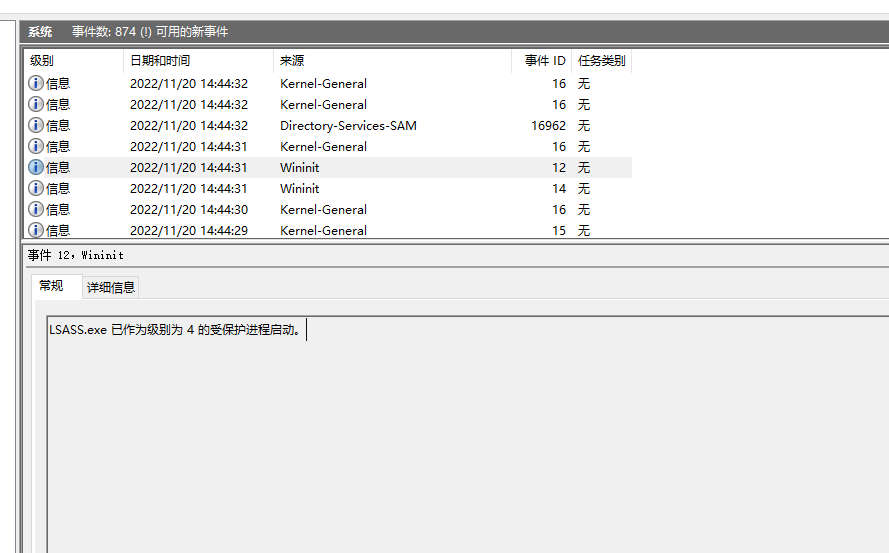 系统 事件数: 874 (!) 可用的新事件
级别 日期和时间 来源 事件 ID 任务类别
信息 2022/11/20 14:44:32 Kernel-General 16 无
信息 2022/11/20 14:44:32 Kernel-General 16 无
信息 2022/11/20 14:44:32 Directory-Services-SAM 16962 无
信息 2022/11/20 14:44:31 Kernel-General 16 无
信息 2022/11/20 14:44:31 Wininit 12 无
信息 2022/11/20 14:44:31 Wininit 14 无
信息 2022/11/20 14:44:30 Kernel-General 16 无
信息 2022/11/20 14:44:29 Kernel-General 15 无
事件 12，Wininit
常规 详细信息
LSASS.exe 已作为级别为 4 的受保护进程启动。